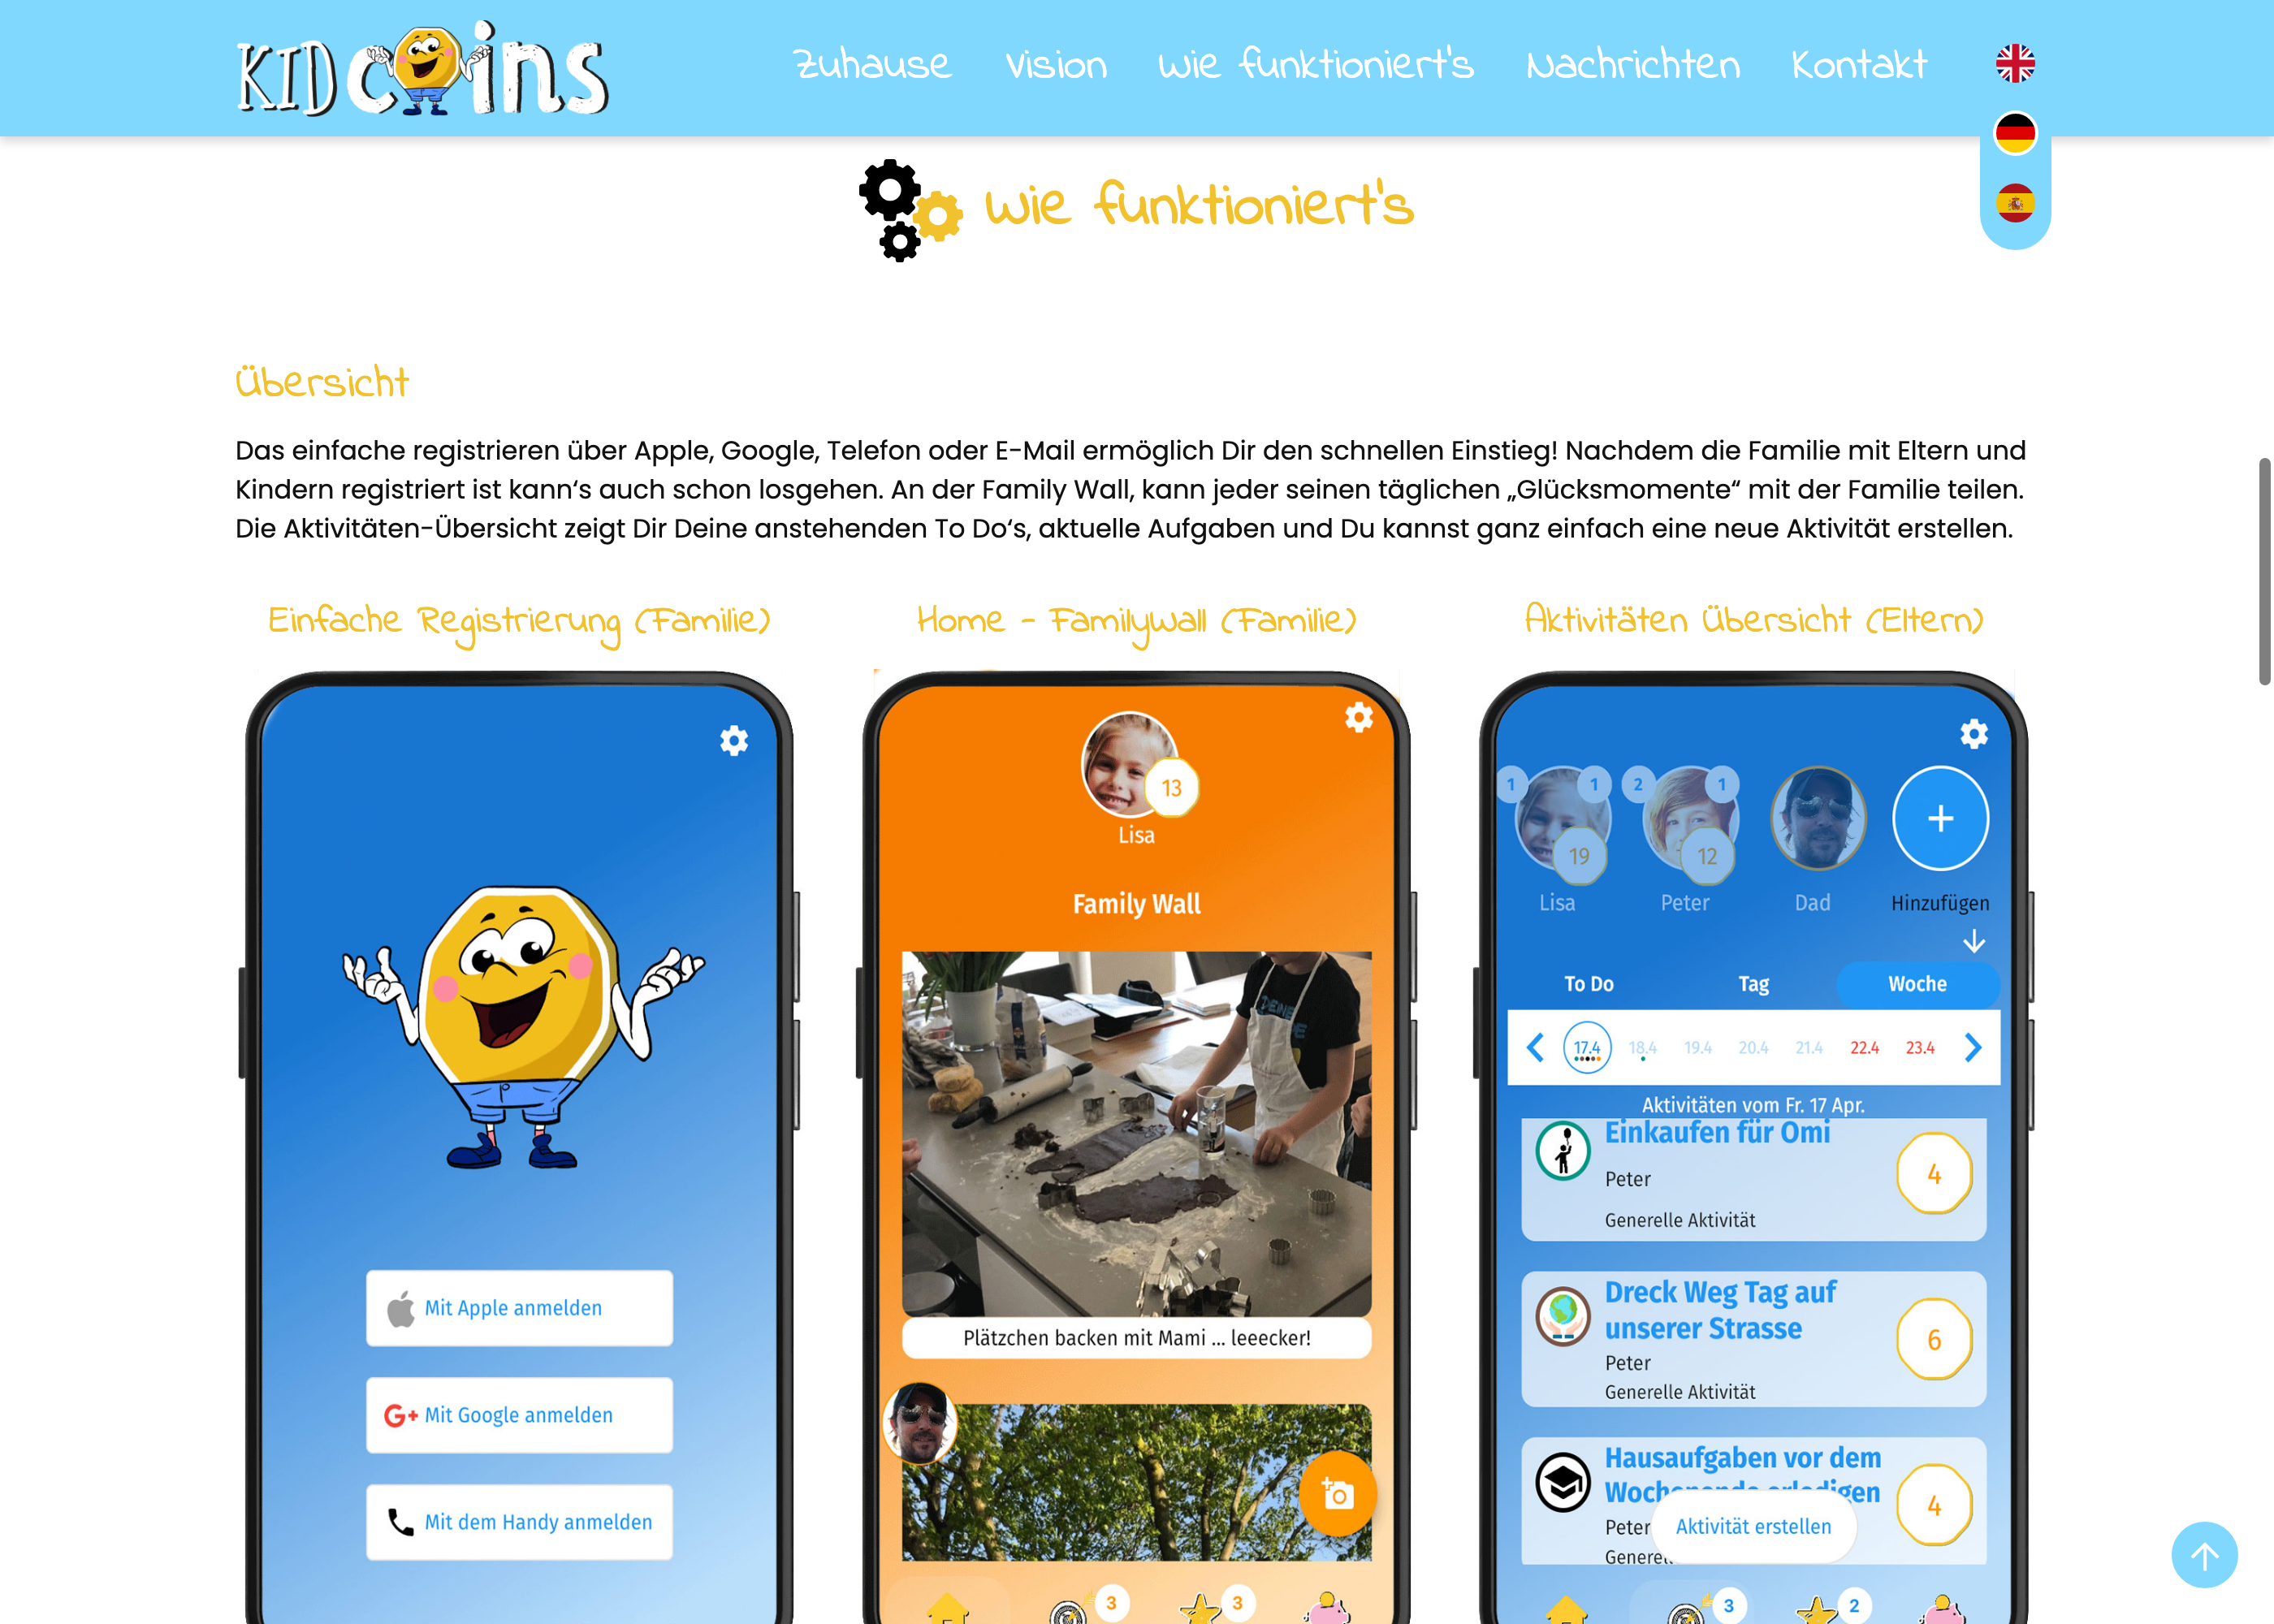 KID coins
Zuhause
Vision
Wie funktioniert's
Nachrichten
Kontakt
Wie funktioniert's
Übersicht
Das einfache registrieren über Apple, Google, Telefon oder E-Mail ermöglich Dir den schnellen Einstieg! Nachdem die Familie mit Eltern und
Kindern registriert ist kann‘s auch schon losgehen. An der Family Wall, kann jeder seinen täglichen „Glücksmomente“ mit der Familie teilen.
Die Aktivitäten-Übersicht zeigt Dir Deine anstehenden To Do‘s, aktuelle Aufgaben und Du kannst ganz einfach eine neue Aktivität erstellen.
Einfache Registrierung (Familie)
Mit Apple anmelden
G+ Mit Google anmelden
Mit dem Handy anmelden
Home - Familywall (Familie)
13
Lisa
Family Wall
DEINE
Plätzchen backen mit Mami ... leeecker!
3
3
Aktivitäten Übersicht (Eltern)
1 1 2 1
19 12
Lisa Peter Dad Hinzufügen
To Do Tag Woche
17.4 18.4 19.4 20.4 21.4 22.4 23.4
Aktivitäten vom Fr. 17 Apr.
Einkaufen für Omi
Peter
4
Generelle Aktivität
Dreck Weg Tag auf
unserer Strasse
6
Peter
Generelle Aktivität
Hausaufgaben vor dem
4
Peter
Aktivität erstellen
3
2